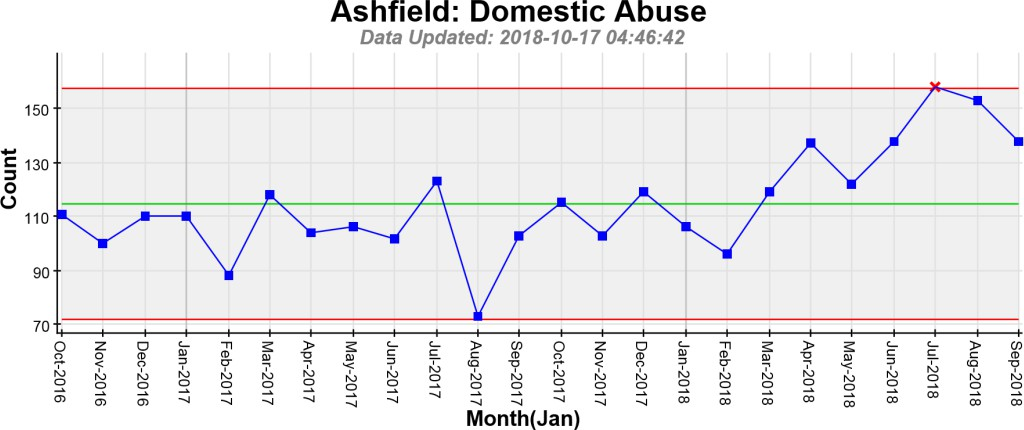 Ashfield: Domestic Abuse
Data Updated: 2018-10-17 04:46:42
Count
150
130
110
90
70
Oct-2016
Nov-2016
Dec-2016
Jan-2017
Feb-2017
Mar-2017
Apr-2017
May-2017
Jun-2017
Jul-2017
Aug-2017
Sep-2017
Oct-2017
Nov-2017
Dec-2017
Jan-2018
Feb-2018
Mar-2018
Apr-2018
May-2018
Jun-2018
Jul-2018
Aug-2018
Sep-2018
Month(Jan)